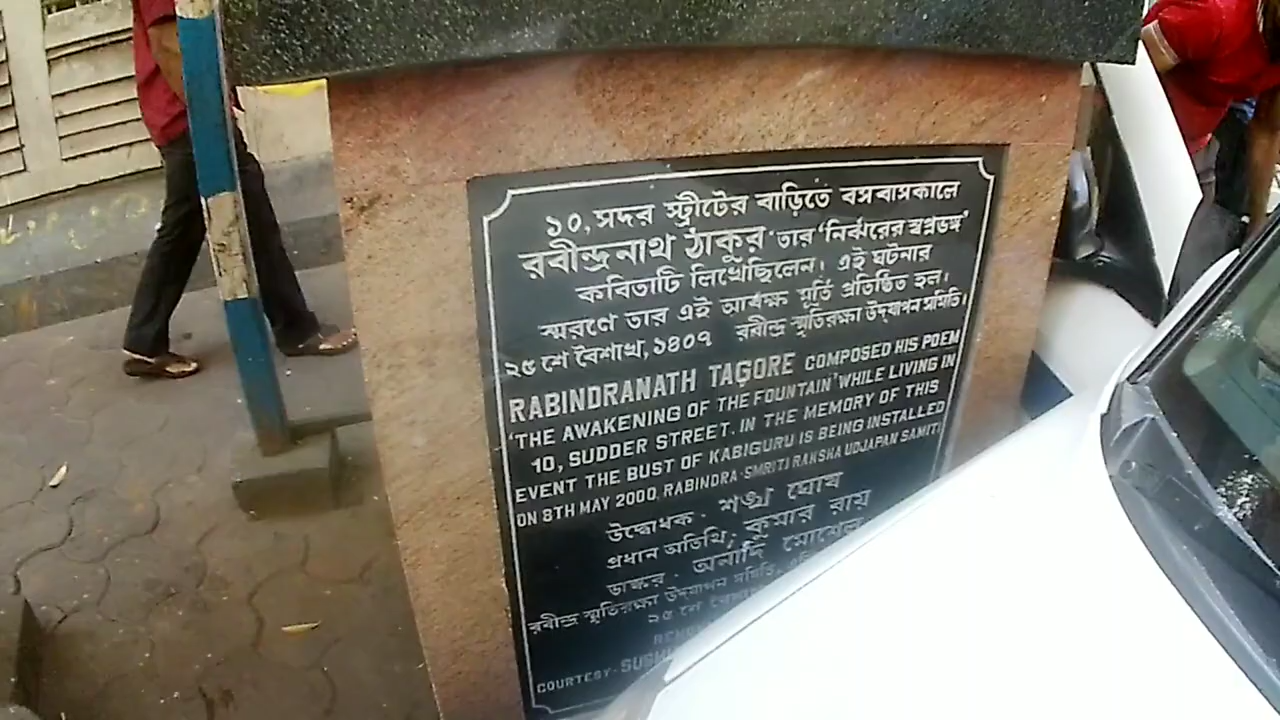 ১০, সদর স্ট্রীটের বাড়িতে বসবাসকালে
রবীন্দ্রনাথ ঠাকুর তার ‘নির্ঝরের স্বপ্নভঙ্গ’
কবিতাটি লিখেছিলেন। এই ঘটনার
স্মরণে তার এই আবক্ষ মূর্তি প্রতিষ্ঠিত হল।
২৫ শে বৈশাখ, ১৪০৭ রবীন্দ্র স্মৃতিরক্ষা উদ্‌যাপন সমিতি।
RABINDRANATH TAGORE COMPOSED HIS POEM
'THE AWAKENING OF THE FOUNTAIN' WHILE LIVING IN
10, SUDDER STREET. IN THE MEMORY OF THIS
EVENT THE BUST OF KABIGURU IS BEING INSTALLED
ON 8TH MAY 2000, RABINDRA-SMRITI RAKSHA UDJAPAN SAMITI
উদ্বোধক - শঙ্খ ঘোষ
প্রধান অতিথি, কুমার রায়
ভাস্কর - অনাদি
রবীন্দ্র স্মৃতিরক্ষা উদ্‌যাপন সমিতি,
২৫ শে
COURTESY-